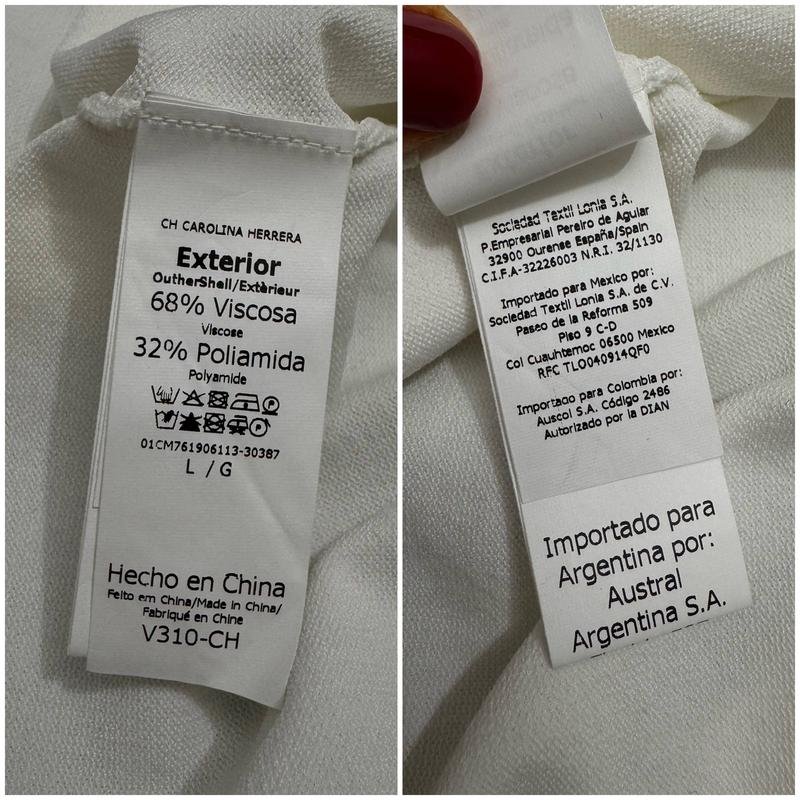 CH CAROLINA HERRERA
Exterior
OutherShell/Extèrieur
68% Viscosa
Viscose
32% Poliamida
Polyamide
01CM761906113-30387
L / G
Hecho en China
Feito em China/Made in China/
Fabriqué en Chine
V310-CH
Sociedad Textil Lonia S.A.
P.Empresarial Pereiro de Aguiar
32900 Ourense España/Spain
C.I.F.A-32226003 N.R.I. 32/1130
Importado para Mexico por:
Sociedad Textil Lonia S.A. de C.V.
Paseo de la Reforma 509
Piso 9 C-D
Col Cuauhtemoc 06500 Mexico
RFC TLO040914QF0
Importado para Colombia por:
Auscol S.A. Código 2486
Autorizado por la DIAN
Importado para
Argentina por:
Austral
Argentina S.A.